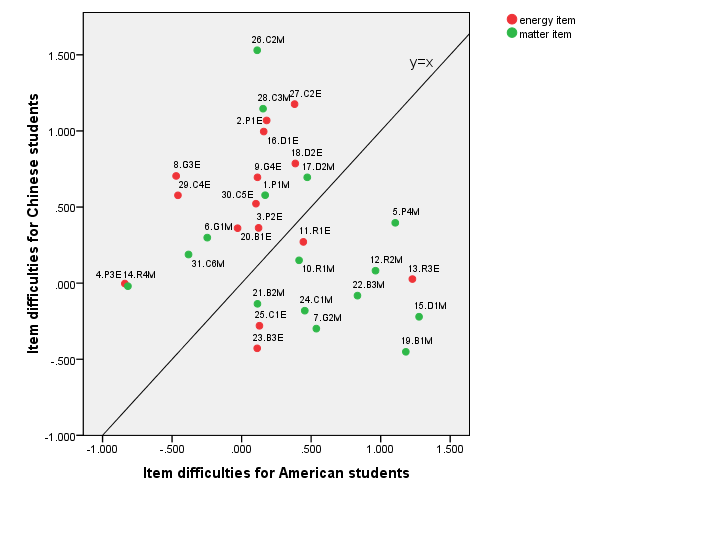 energy item
matter item
26.C2M
1.500
y=x
28.C3M
27.C2E
1.000
2.P1E
16.D1E
18.D2E
8.G3E
9.G4E
17.D2M
29.C4E
1.P1M
30.C5E
.500
5.P4M
6.G1M
3.P2E
20.B1E
11.R1E
31.C6M
10.R1M
12.R2M
13.R3E
4.P3E
14.R4M
.000
22.B3M
21.B2M
24.C1M
15.D1M
25.C1E
7.G2M
23.B3E
19.B1M
-.500
-1.000
Item difficulties for Chinese students
-1.000 -.500 .000 .500 1.000 1.500
Item difficulties for American students